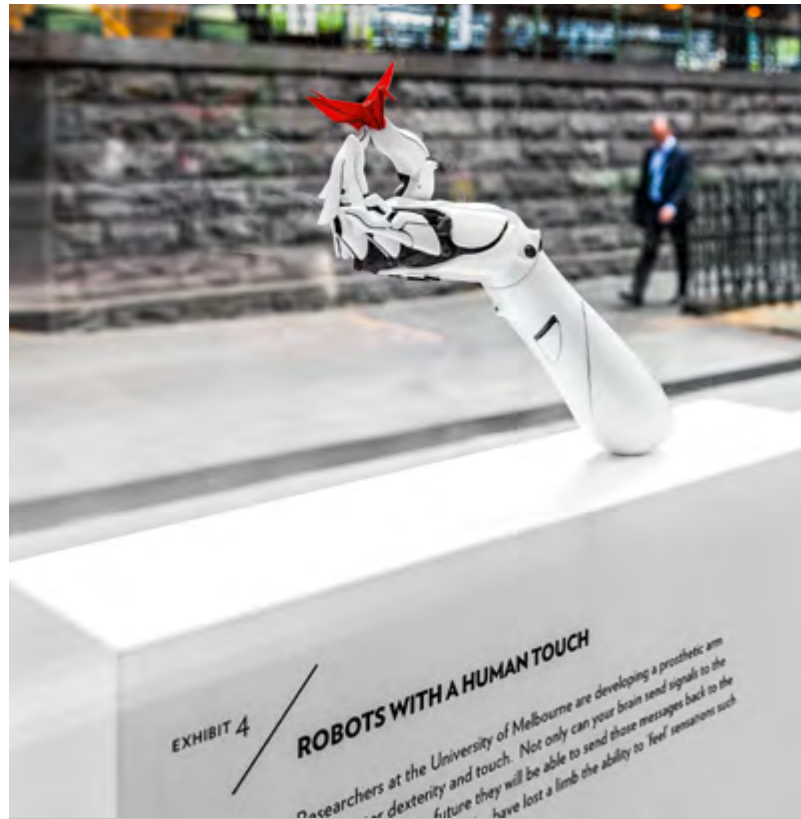 EXHIBIT 4
ROBOTS WITH A HUMAN TOUCH
Researchers at the University of Melbourne are developing a prosthetic arm
dexterity and touch. Not only can your brain send signals to the
future they will be able to send those messages back to the
have lost a limb the ability to 'feel' sensations such